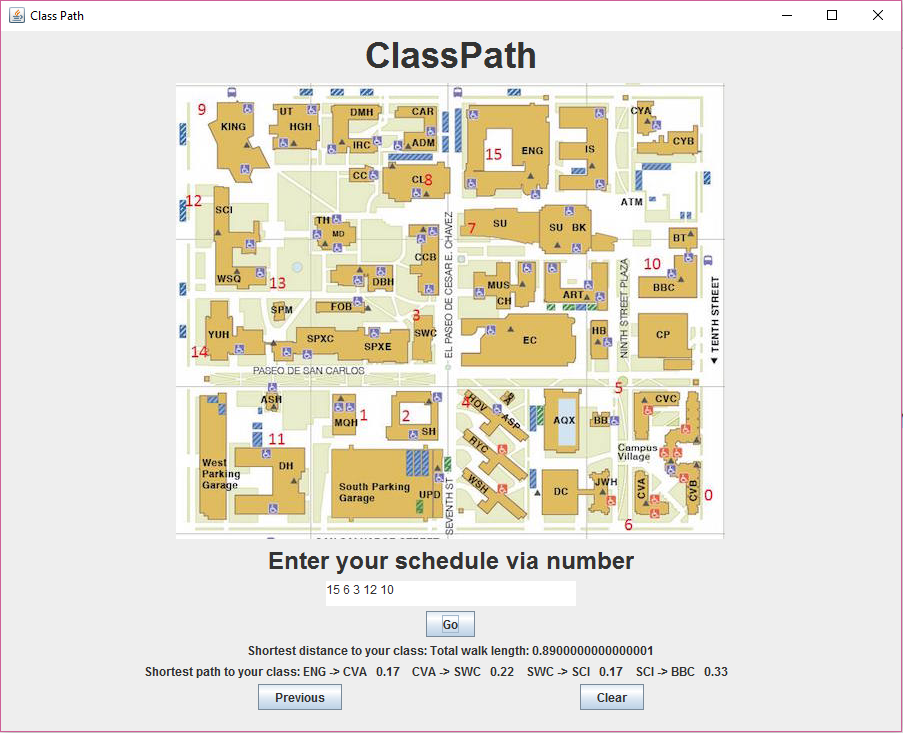 Class Path
ClassPath
9
KING
UT
HGH
DMH
IRC
CAR
ADM
CC
CL
8
15
ENG
IS
CYA
CYB
ATM
12
SCI
TH
MD
CCB
7
SU
SU BK
BT
WSQ
13
DBH
MUS
CH
ART
10
BBC
SPM
FOB
3
SWC
EL PASEO DE CESAR E. CHAVEZ
NINTH STREET PLAZA
TENTH STREET
YUH
14
SPXC
SPXE
EC
HB
CP
PASEO DE SAN CARLOS
ASH
MQH
1
2
SH
4
HOV
ASP
RYC
WSH
AQX
BB
5
CVC
Campus
Village
11
DH
West
Parking
Garage
South Parking
Garage
UPD
SEVENTH ST
DC
JWH
6
CVA
CVB
0
Enter your schedule via number
15 6 3 12 10
Go
Shortest distance to your class: Total walk length: 0.8900000000000001
Shortest path to your class: ENG -> CVA 0.17 CVA -> SWC 0.22 SWC -> SCI 0.17 SCI -> BBC 0.33
Previous
Clear